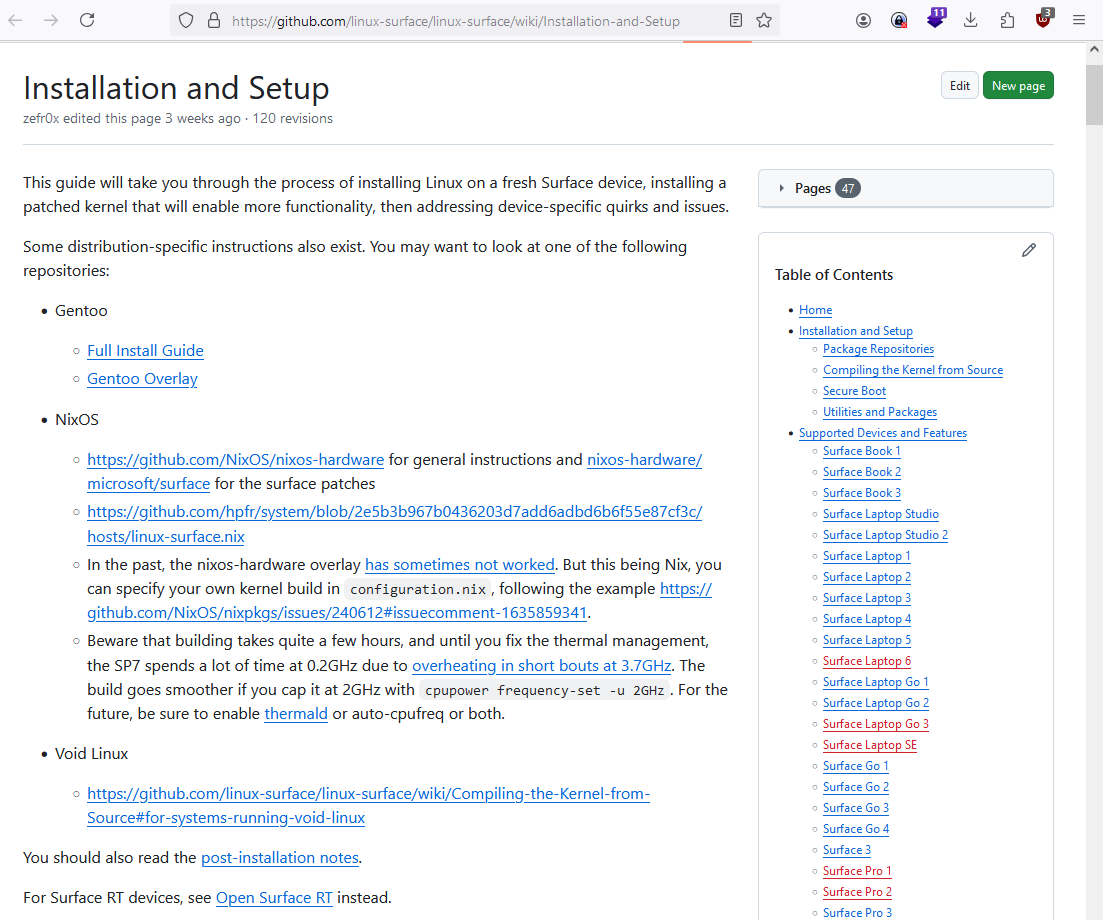 https://github.com/linux-surface/linux-surface/wiki/Installation-and-Setup
11
3
Installation and Setup
Edit
New page
zefr0x edited this page 3 weeks ago · 120 revisions
This guide will take you through the process of installing Linux on a fresh Surface device, installing a
patched kernel that will enable more functionality, then addressing device-specific quirks and issues.
Some distribution-specific instructions also exist. You may want to look at one of the following
repositories:
• Gentoo
○ Full Install Guide
○ Gentoo Overlay
• NixOS
○ https://github.com/NixOS/nixos-hardware for general instructions and nixos-hardware/
microsoft/surface for the surface patches
○ https://github.com/hpfr/system/blob/2e5b3b967b0436203d7add6adbd6b6f55e87cf3c/
hosts/linux-surface.nix
○ In the past, the nixos-hardware overlay has sometimes not worked. But this being Nix, you
can specify your own kernel build in configuration.nix, following the example https://
github.com/NixOS/nixpkgs/issues/240612#issuecomment-1635859341.
○ Beware that building takes quite a few hours, and until you fix the thermal management,
the SP7 spends a lot of time at 0.2GHz due to overheating in short bouts at 3.7GHz. The
build goes smoother if you cap it at 2GHz with cpupower frequency-set -u 2GHz. For the
future, be sure to enable thermald or auto-cpufreq or both.
• Void Linux
○ https://github.com/linux-surface/linux-surface/wiki/Compiling-the-Kernel-from-
Source#for-systems-running-void-linux
You should also read the post-installation notes.
For Surface RT devices, see Open Surface RT instead.
Pages 47
Table of Contents
• Home
• Installation and Setup
○ Package Repositories
○ Compiling the Kernel from Source
○ Secure Boot
○ Utilities and Packages
• Supported Devices and Features
○ Surface Book 1
○ Surface Book 2
○ Surface Book 3
○ Surface Laptop Studio
○ Surface Laptop Studio 2
○ Surface Laptop 1
○ Surface Laptop 2
○ Surface Laptop 3
○ Surface Laptop 4
○ Surface Laptop 5
○ Surface Laptop 6
○ Surface Laptop Go 1
○ Surface Laptop Go 2
○ Surface Laptop Go 3
○ Surface Laptop SE
○ Surface Go 1
○ Surface Go 2
○ Surface Go 3
○ Surface Go 4
○ Surface 3
○ Surface Pro 1
○ Surface Pro 2
○ Surface Pro 3